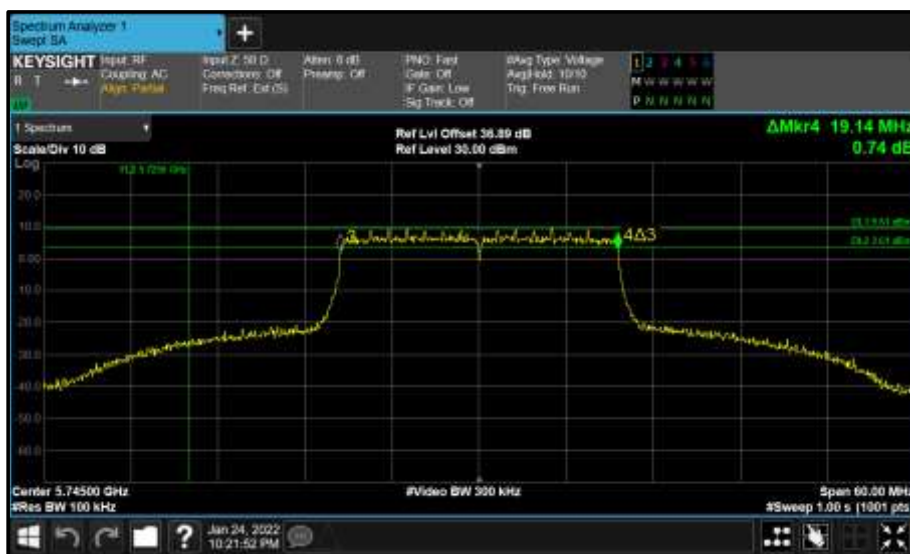 Spectrum Analyzer 1
Swept SA
KEYSIGHT
R T
Input: RF
Coupling: AC
Align: Partial
Input Z: 50 Ω
Corrections: Off
Freq Ref: Ext (S)
Atten: 0 dB
Preamp: Off
PNO: Fast
Gate: Off
IF Gain: Low
Sig Track: Off
#Avg Type: Voltage
Avg|Hold: 10/10
Trig: Free Run
1 2 3 4 5 6
M W W W W W
P N N N N N
1 Spectrum
Scale/Div 10 dB
Ref Lvl Offset 36.89 dB
Ref Level 30.00 dBm
ΔMkr4 19.14 MHz
0.74 dB
Log
20.0
10.0
0.00
-10.0
-20.0
-30.0
-40.0
-50.0
-60.0
3
4Δ3
Center 5.74500 GHz
#Res BW 100 kHz
#Video BW 300 kHz
Span 60.00 MHz
#Sweep 1.00 s (1001 pts)
?
Jan 24, 2022
10:21:52 PM